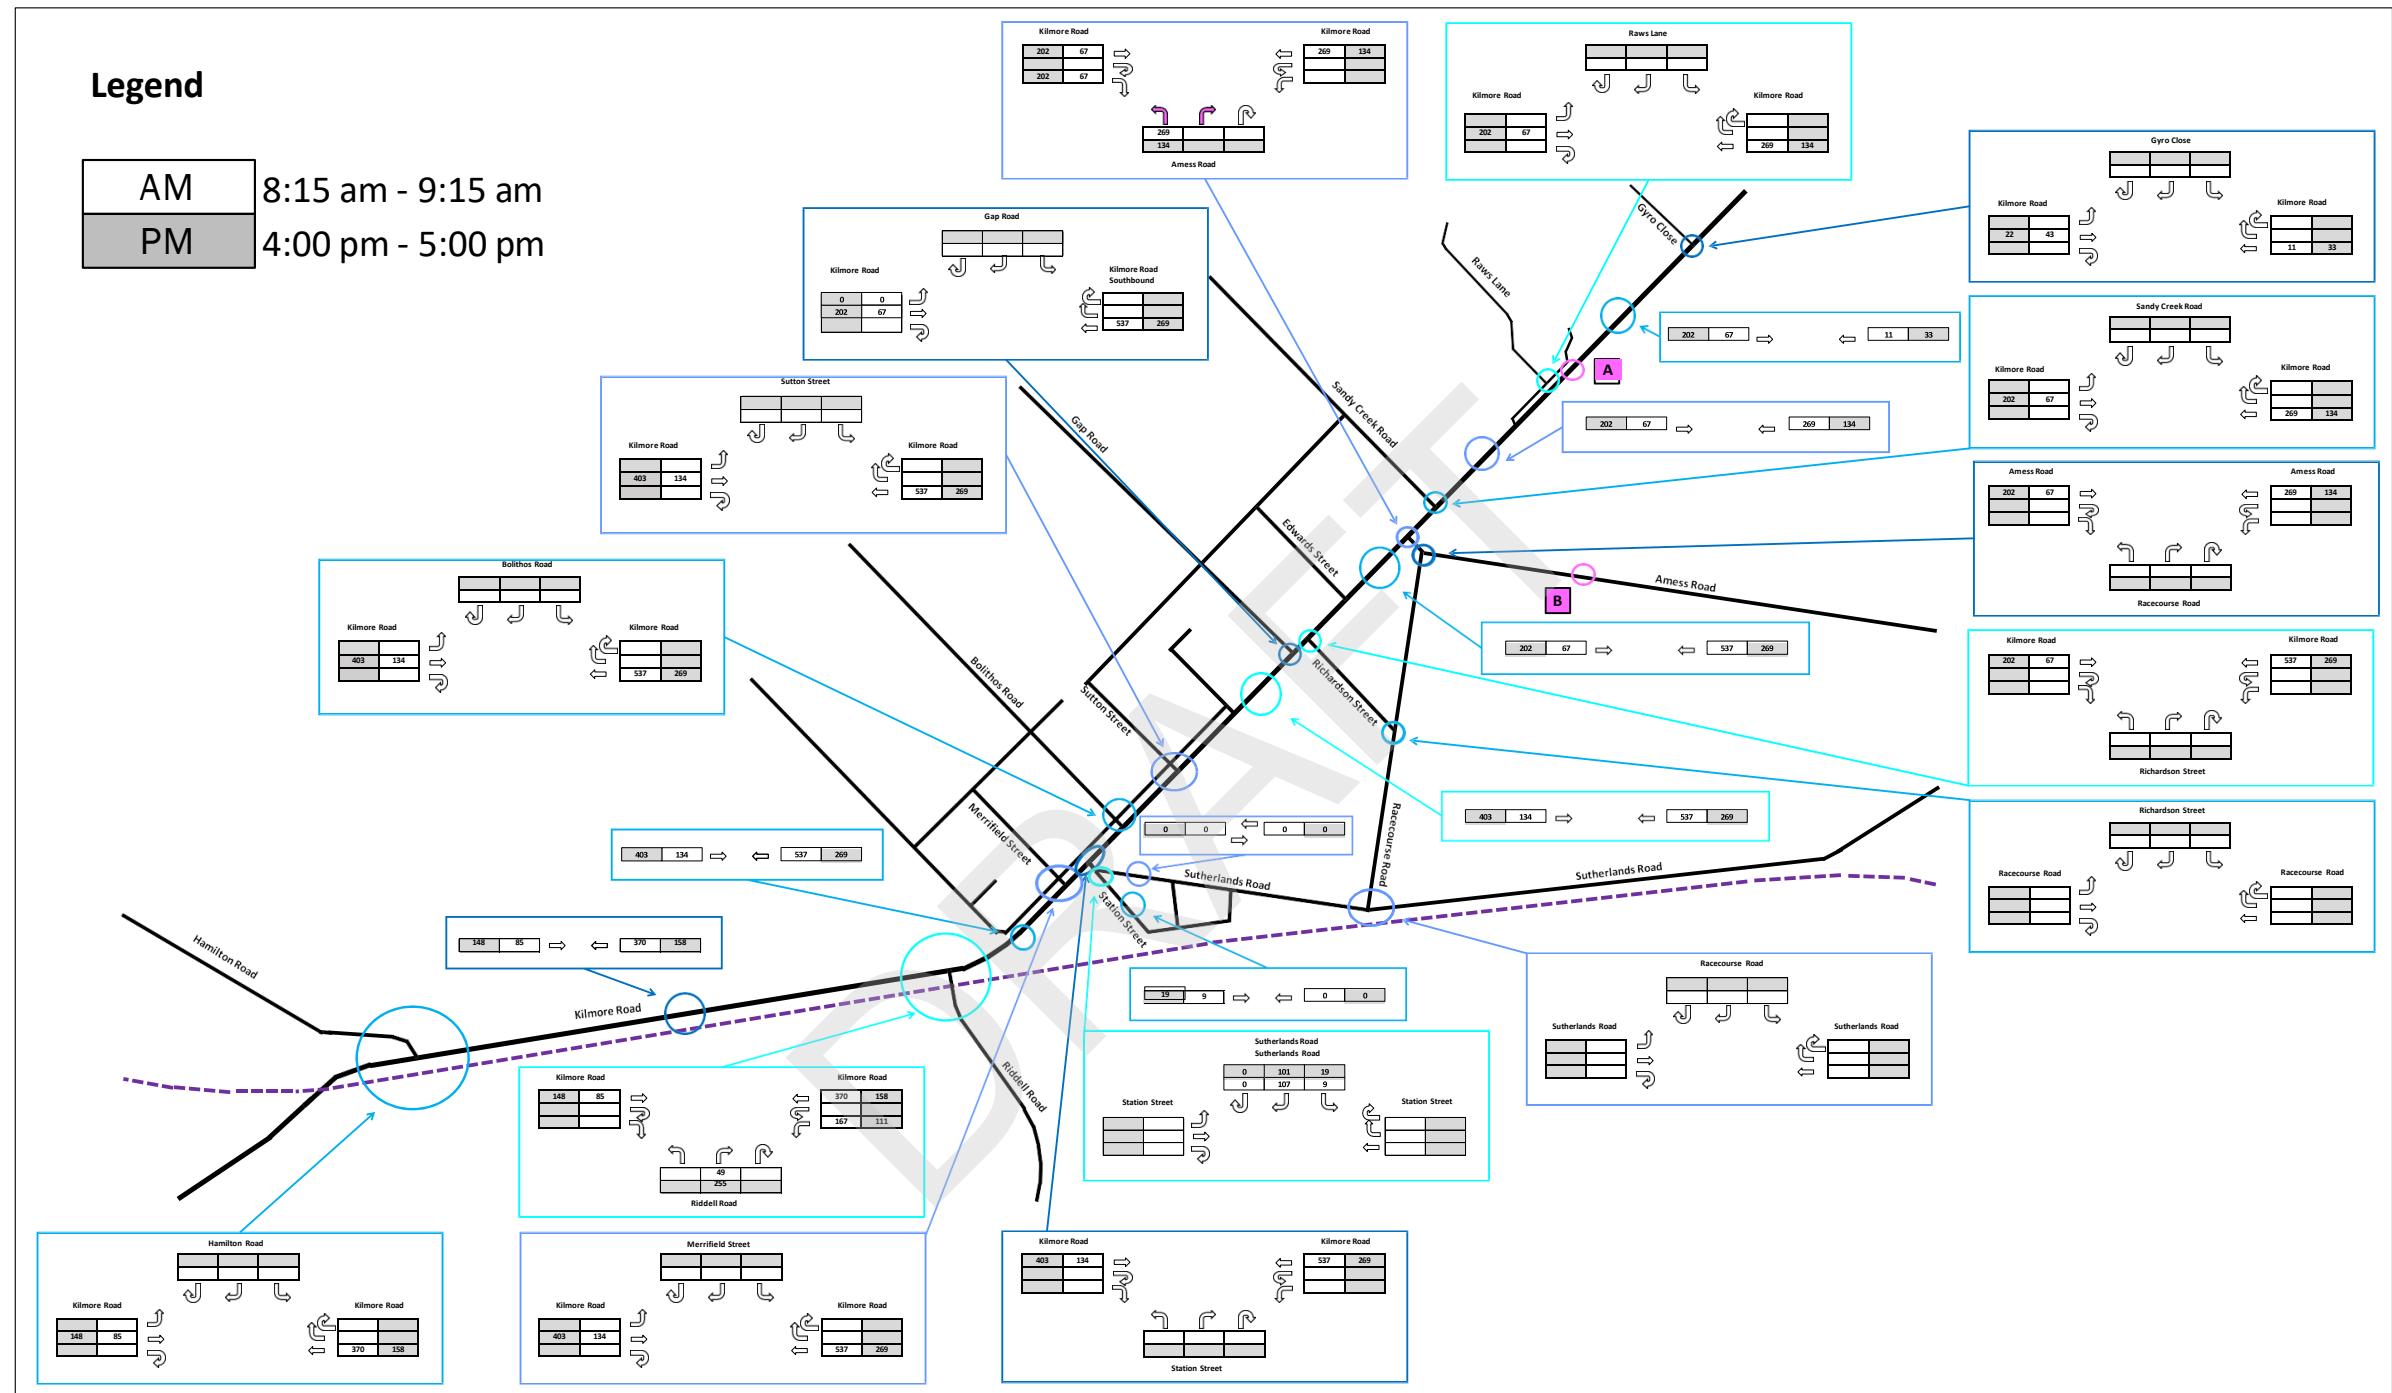 Legend
AM 8:15 am - 9:15 am
PM 4:00 pm - 5:00 pm
Kilmore Road Kilmore Road
202 67 269 134
202 67
269
134
Amess Road
Raws Lane
Kilmore Road Kilmore Road
202 67
269 134
Gyro Close
Kilmore Road Kilmore Road
22 43
11 33
Gap Road
Kilmore Road
Kilmore Road
Southbound
0 0
202 67
537 269
Sandy Creek Road
Kilmore Road Kilmore Road
202 67
269 134
202 67 11 33
Sutton Street
Kilmore Road Kilmore Road
403 134
537 269
202 67 269 134
Amess Road Amess Road
202 67 269 134
Racecourse Road
Bolithos Road
Kilmore Road Kilmore Road
403 134
537 269
202 67 537 269
Kilmore Road Kilmore Road
202 67 537 269
Richardson Street
403 134 537 269
0 0 0 0
403 134 537 269
Richardson Street
Racecourse Road Racecourse Road
148 85 370 158
19 9 0 0
Racecourse Road
Sutherlands Road Sutherlands Road
Sutherlands Road
Sutherlands Road
0 101 19
0 107 9
Station Street Station Street
Kilmore Road Kilmore Road
148 85 370 158
167 111
49
255
Riddell Road
Hamilton Road
Kilmore Road Kilmore Road
148 85
370 158
Merrifield Street
Kilmore Road Kilmore Road
403 134
537 269
Kilmore Road Kilmore Road
403 134 537 269
Station Street
Gyro Close
Raws Lane
A
Sandy Creek Road
Gap Road
Edwards Street
Amess Road
B
Richardson Street
Bolithos Road
Sutton Street
Merrifield Street
Racecourse Road
Sutherlands Road
Sutherlands Road
Station Street
Hamilton Road
Kilmore Road
Riddell Road
DRAFT